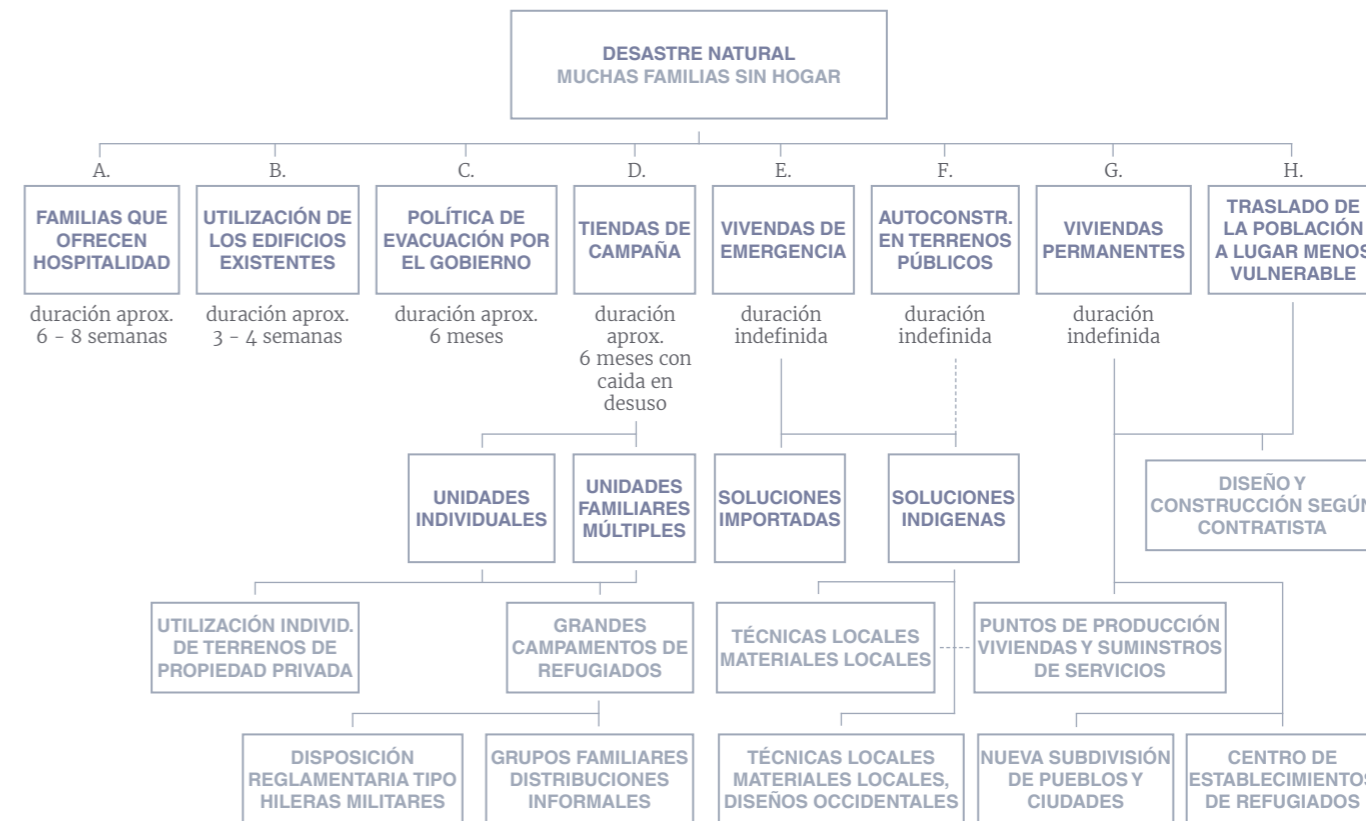 DESASTRE NATURAL
MUCHAS FAMILIAS SIN HOGAR
A.
FAMILIAS QUE
OFRECEN
HOSPITALIDAD
duración aprox.
6 - 8 semanas
B.
UTILIZACIÓN DE
LOS EDIFICIOS
EXISTENTES
duración aprox.
3 - 4 semanas
C.
POLÍTICA DE
EVACUACIÓN POR
EL GOBIERNO
duración aprox.
6 meses
D.
TIENDAS DE
CAMPAÑA
duración
aprox.
6 meses con
caida en
desuso
E.
VIVENDAS DE
EMERGENCIA
duración
indefinida
F.
AUTOCONSTR.
EN TERRENOS
PÚBLICOS
duración
indefinida
G.
VIVIENDAS
PERMANENTES
duración
indefinida
H.
TRASLADO DE
LA POBLACIÓN
A LUGAR MENOS
VULNERABLE
UNIDADES
INDIVIDUALES
UNIDADES
FAMILIARES
MÚLTIPLES
SOLUCIONES
IMPORTADAS
SOLUCIONES
INDIGENAS
DISEÑO Y
CONSTRUCCIÓN SEGÚN
CONTRATISTA
UTILIZACIÓN INDIVID.
DE TERRENOS DE
PROPIEDAD PRIVADA
GRANDES
CAMPAMENTOS DE
REFUGIADOS
TÉCNICAS LOCALES
MATERIALES LOCALES
PUNTOS DE PRODUCCIÓN
VIVIENDAS Y SUMINSTROS
DE SERVICIOS
DISPOSICIÓN
REGLAMENTARIA TIPO
HILERAS MILITARES
GRUPOS FAMILIARES
DISTRIBUCIONES
INFORMALES
TÉCNICAS LOCALES
MATERIALES LOCALES,
DISEÑOS OCCIDENTALES
NUEVA SUBDIVISIÓN
DE PUEBLOS Y
CIUDADES
CENTRO DE
ESTABLECIMIENTOS
DE REFUGIADOS